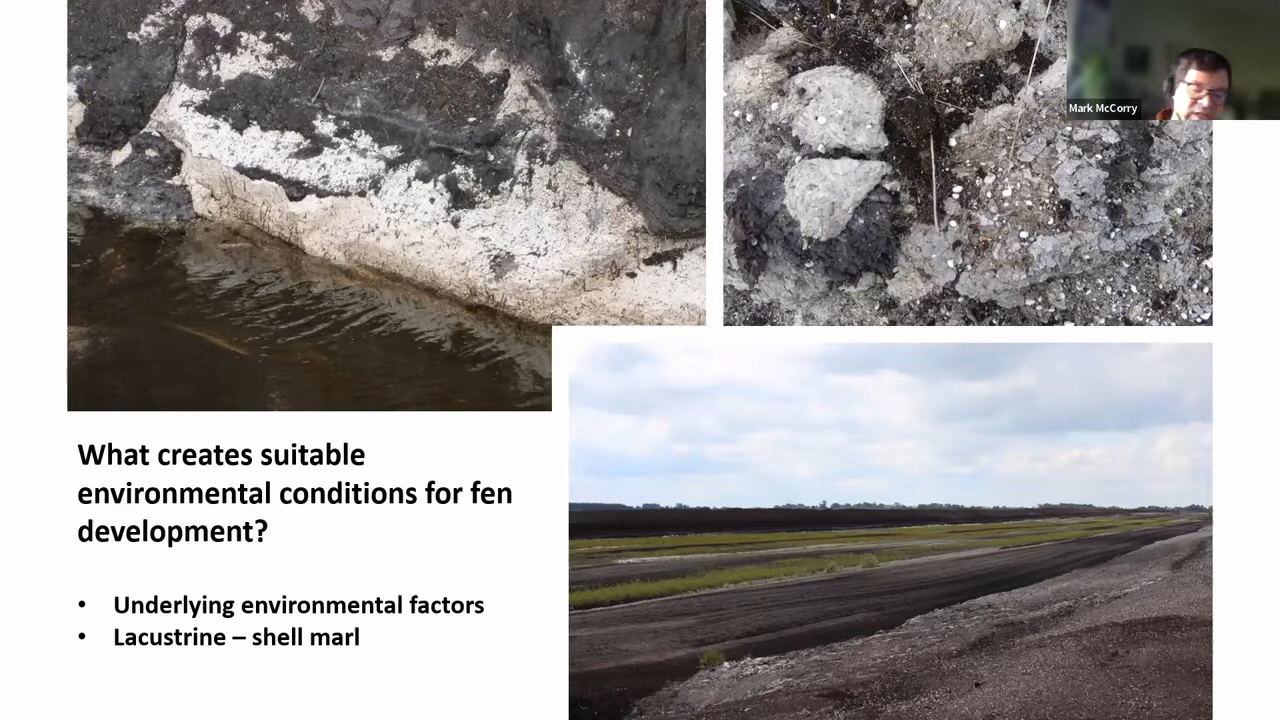 Mark McCorry
What creates suitable
environmental conditions for fen
development?
• Underlying environmental factors
• Lacustrine – shell marl